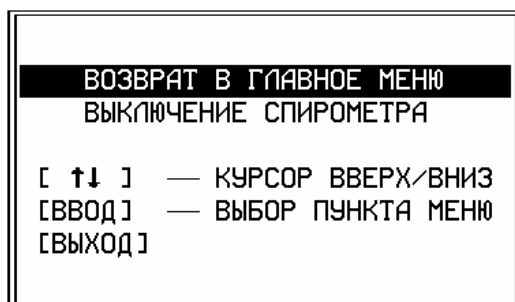 ВОЗВРАТ В ГЛАВНОЕ МЕНЮ
ВЫКЛЮЧЕНИЕ СПИРОМЕТРА
[ ↑↓ ] — КУРСОР ВВЕРХ/ВНИЗ
[ВВОД] — ВЫБОР ПУНКТА МЕНЮ
[ВЫХОД]